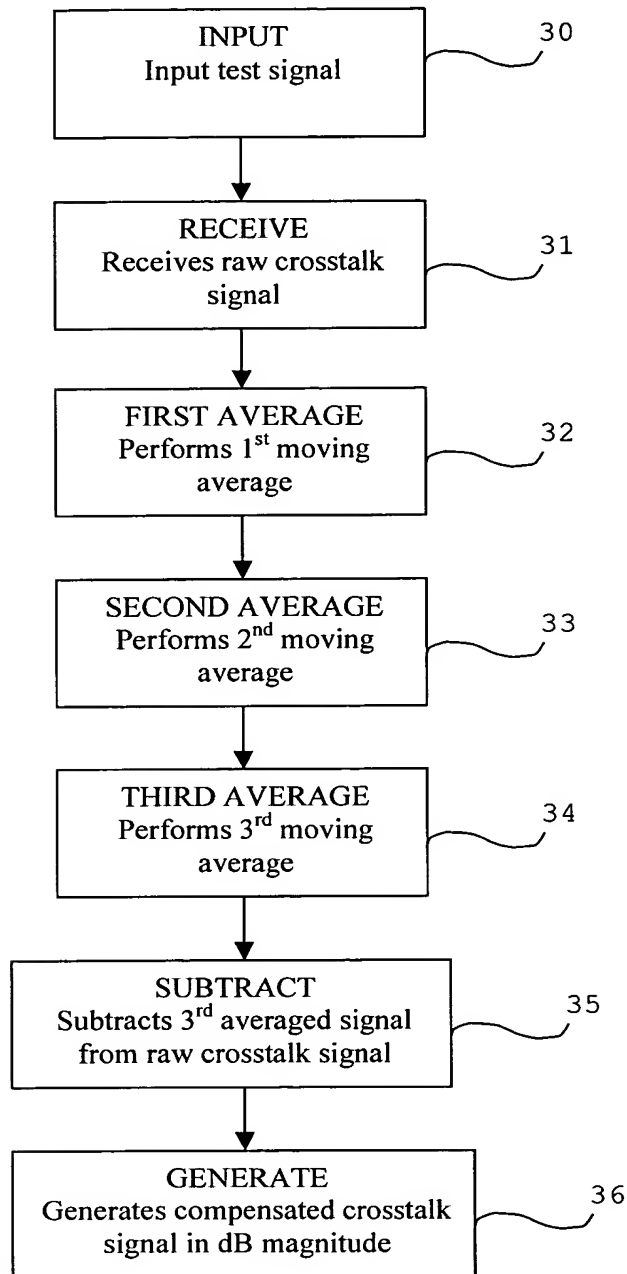 INPUT
Input test signal
30
RECEIVE
Receives raw crosstalk
signal
31
FIRST AVERAGE
Performs 1st moving
average
32
SECOND AVERAGE
Performs 2nd moving
average
33
THIRD AVERAGE
Performs 3rd moving
average
34
SUBTRACT
Subtracts 3rd averaged signal
from raw crosstalk signal
35
GENERATE
Generates compensated crosstalk
signal in dB magnitude
36